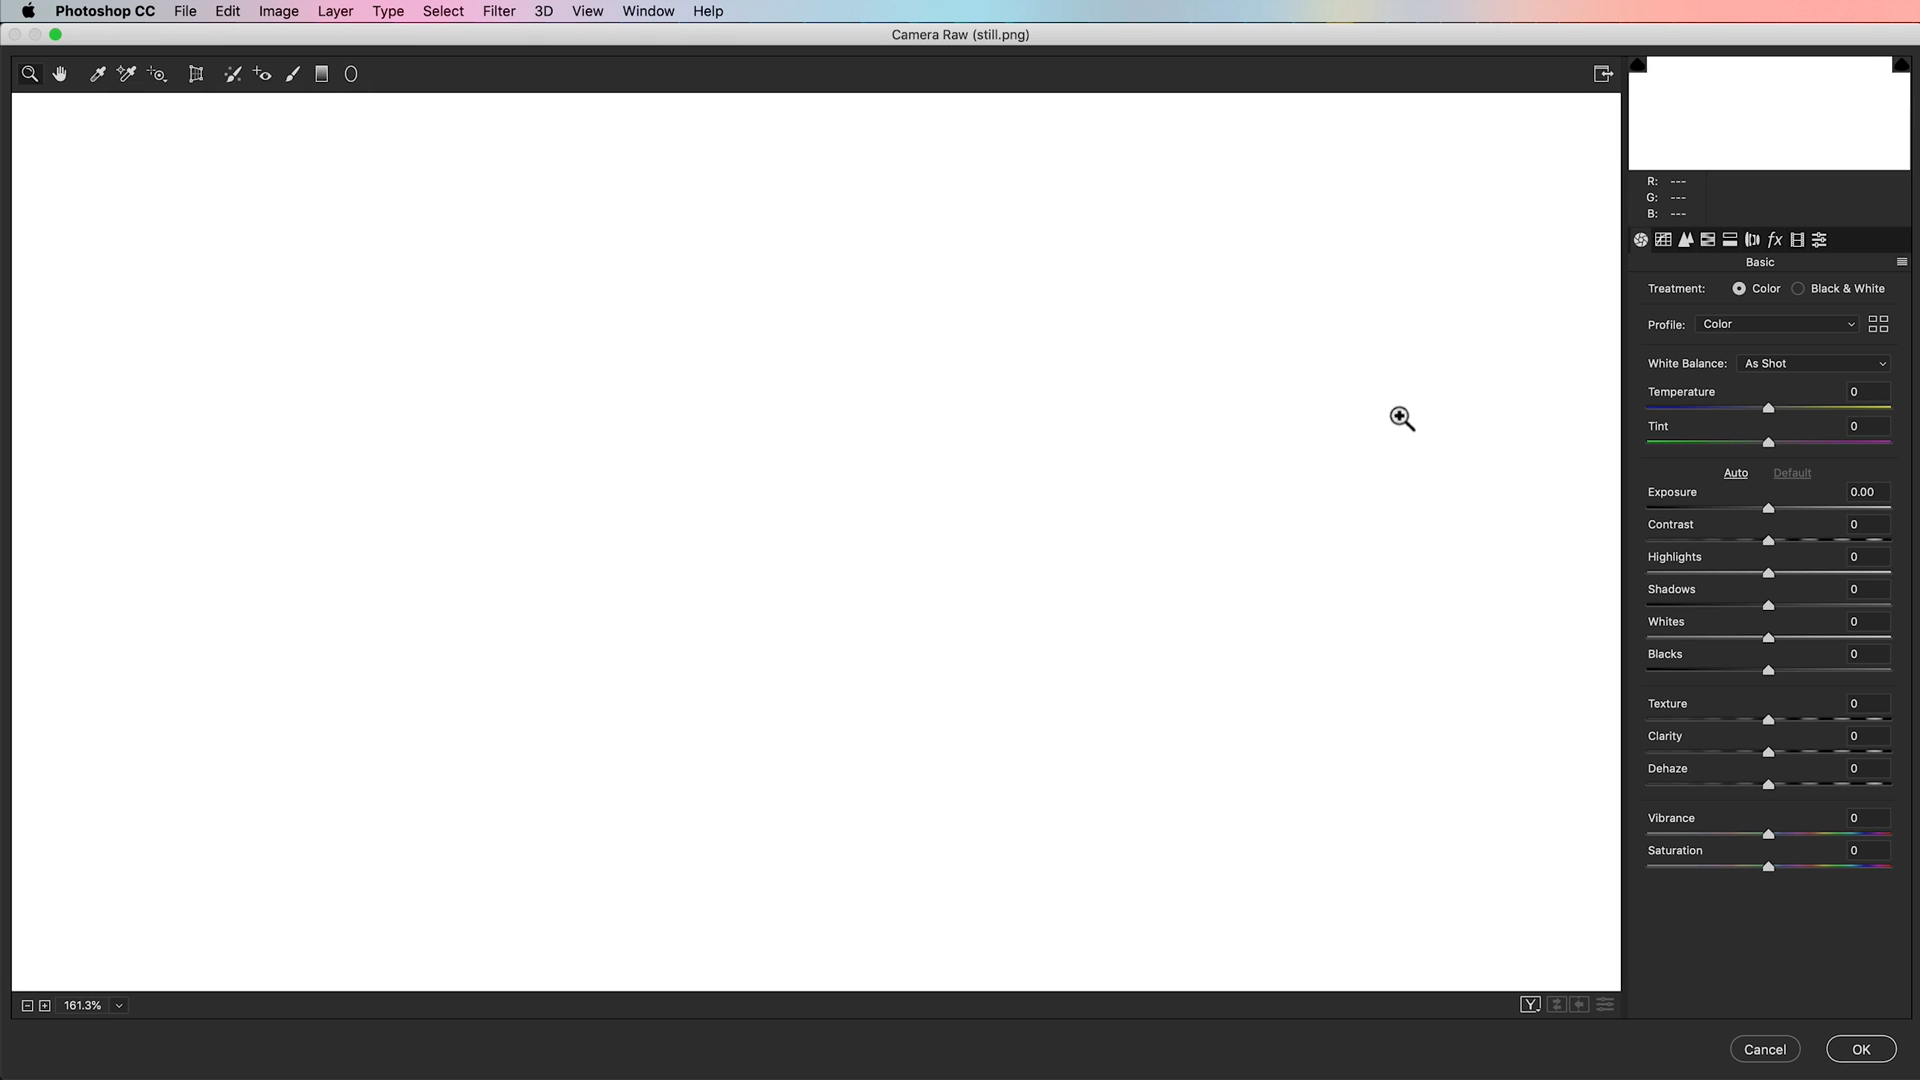 Photoshop CC File Edit Image Layer Type Select Filter 3D View Window Help
Camera Raw (still.png)
R: ---
G: ---
B: ---
fx
Basic
Treatment: Color Black & White
Profile: Color
White Balance: As Shot
Temperature 0
Tint 0
Auto Default
Exposure 0.00
Contrast 0
Highlights 0
Shadows 0
Whites 0
Blacks 0
Texture 0
Clarity 0
Dehaze 0
Vibrance 0
Saturation 0
161.3% Y
Cancel OK